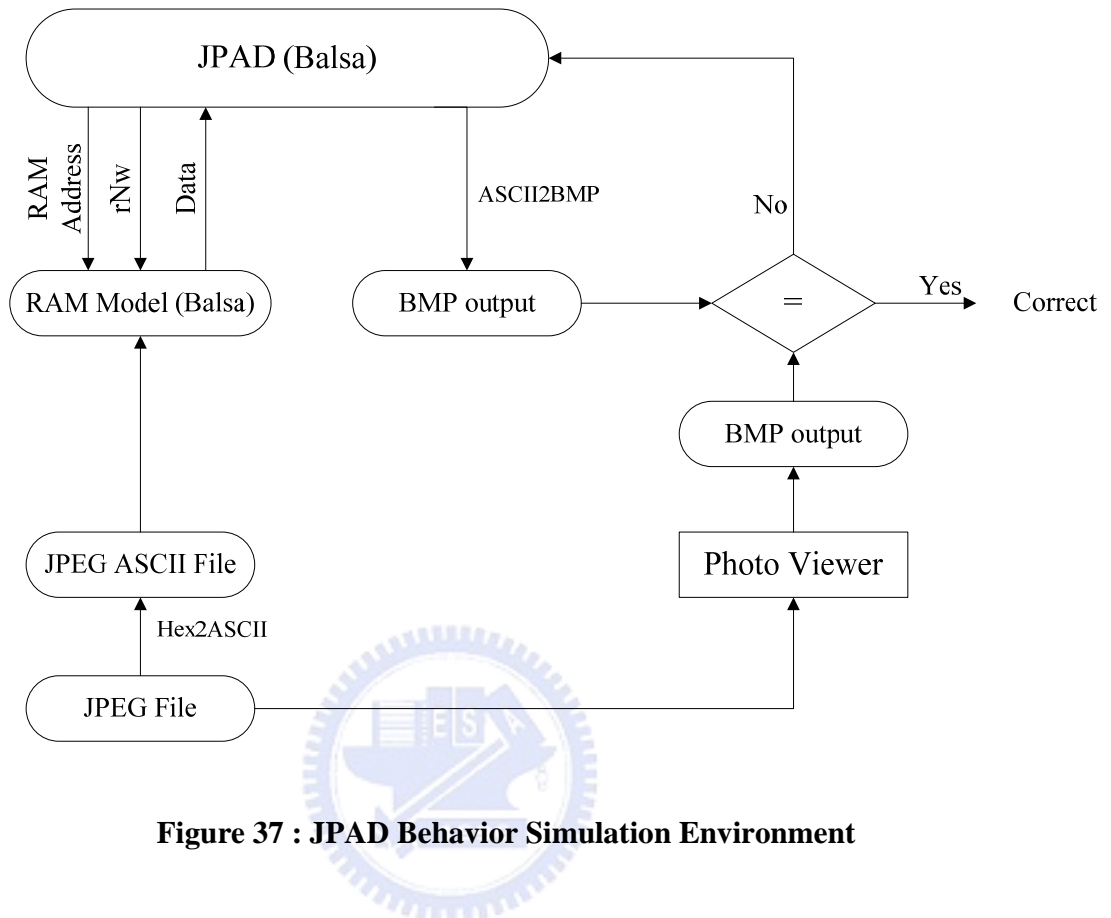 JPAD (Balsa)
RAM
Address
rNw
Data
ASCII2BMP
No
RAM Model (Balsa)
BMP output
=
Yes
Correct
BMP output
JPEG ASCII File
Photo Viewer
Hex2ASCII
JPEG File
E S A
Figure 37 : JPAD Behavior Simulation Environment